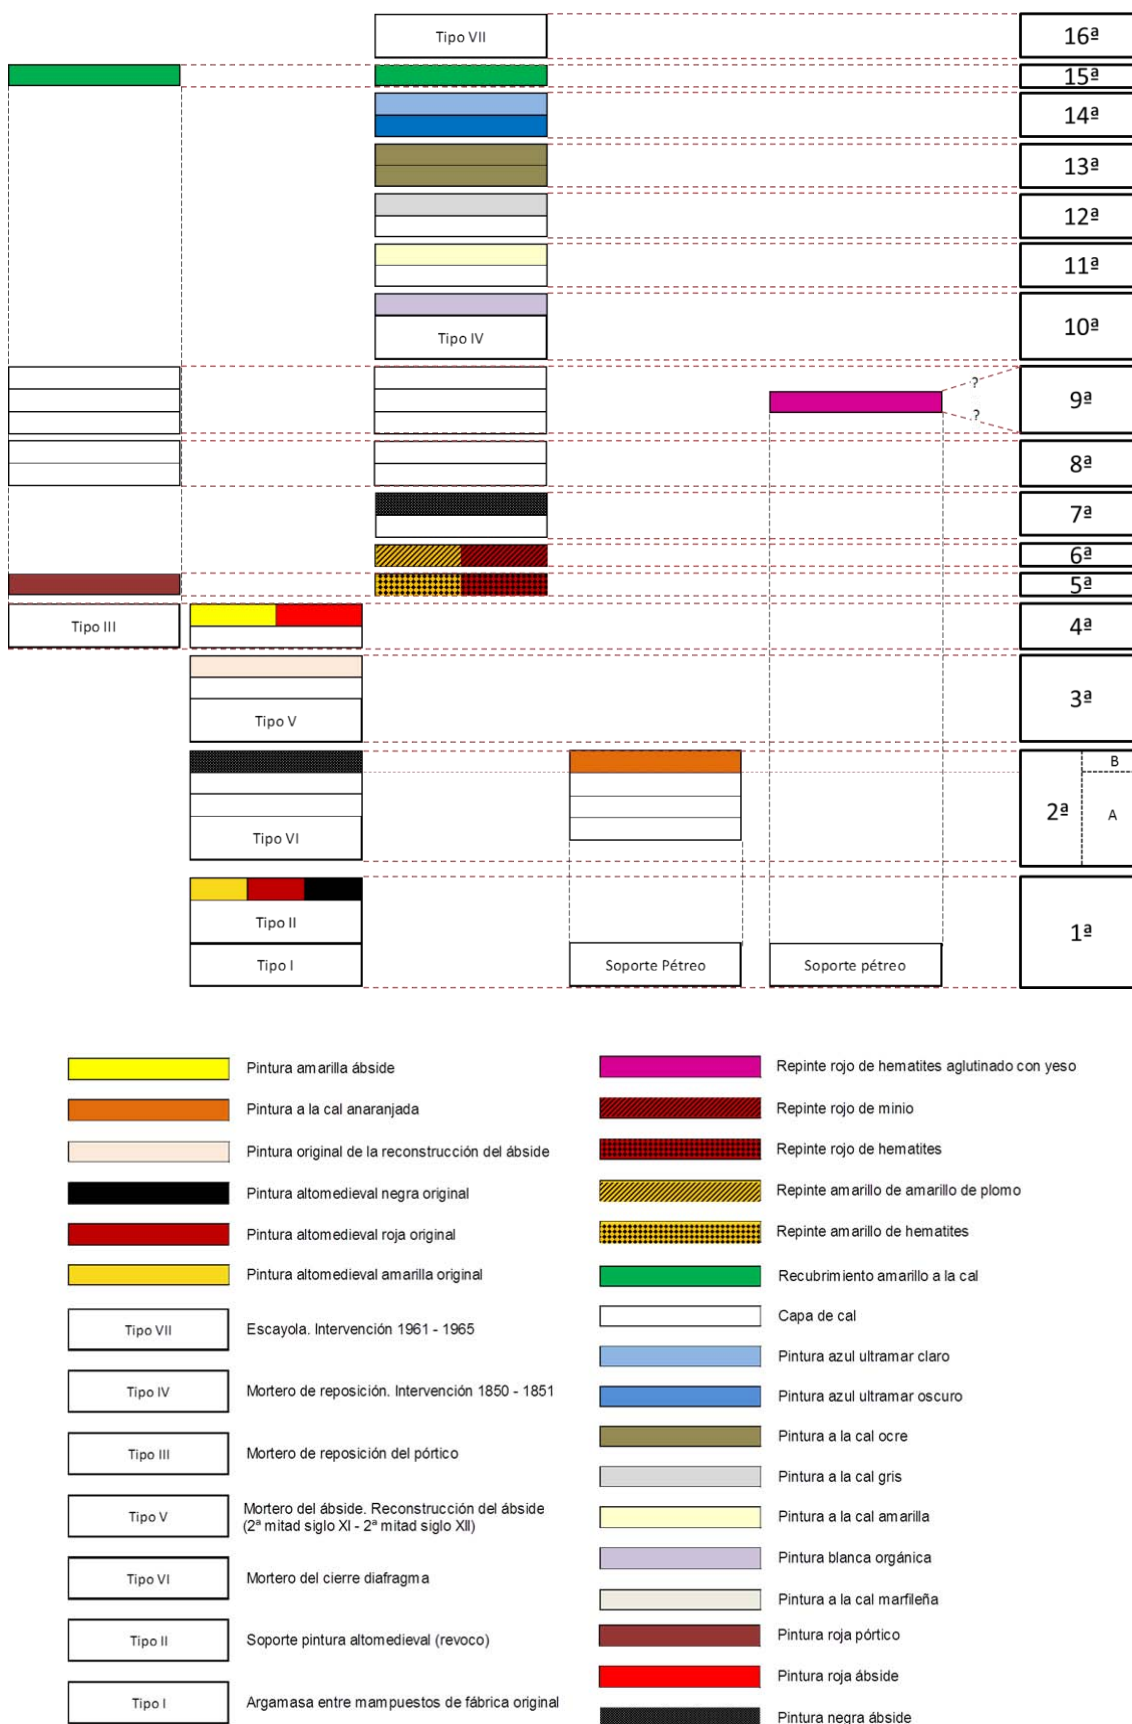 Tipo VII
16ª
15ª
14ª
13ª
12ª
11ª
Tipo IV
10ª
?
9ª
?
8ª
7ª
6ª
5ª
Tipo III
4ª
Tipo V
3ª
B
Tipo VI
2ª
A
Tipo II
1ª
Tipo I
Soporte Pétreo
Soporte pétreo
Pintura amarilla ábside
Pintura a la cal anaranjada
Pintura original de la reconstrucción del ábside
Pintura altomedieval negra original
Pintura altomedieval roja original
Pintura altomedieval amarilla original
Tipo VII
Escayola. Intervención 1961 - 1965
Tipo IV
Mortero de reposición. Intervención 1850 - 1851
Tipo III
Mortero de reposición del pórtico
Tipo V
Mortero del ábside. Reconstrucción del ábside
(2ª mitad siglo XI - 2ª mitad siglo XII)
Tipo VI
Mortero del cierre diafragma
Tipo II
Soporte pintura altomedieval (revoco)
Tipo I
Argamasa entre mampuestos de fábrica original
Repinte rojo de hematites aglutinado con yeso
Repinte rojo de minio
Repinte rojo de hematites
Repinte amarillo de amarillo de plomo
Repinte amarillo de hematites
Recubrimiento amarillo a la cal
Capa de cal
Pintura azul ultramar claro
Pintura azul ultramar oscuro
Pintura a la cal ocre
Pintura a la cal gris
Pintura a la cal amarilla
Pintura blanca orgánica
Pintura a la cal marfileña
Pintura roja pórtico
Pintura roja ábside
Pintura negra ábside